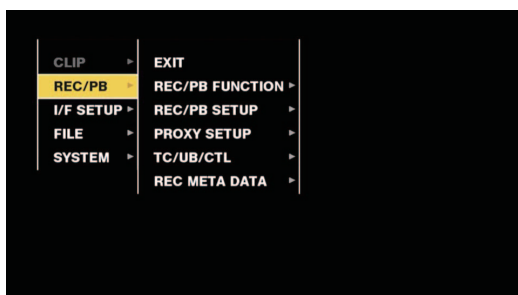 CLIP
REC/PB
I/F SETUP
FILE
SYSTEM
EXIT
REC/PB FUNCTION
REC/PB SETUP
PROXY SETUP
TC/UB/CTL
REC META DATA